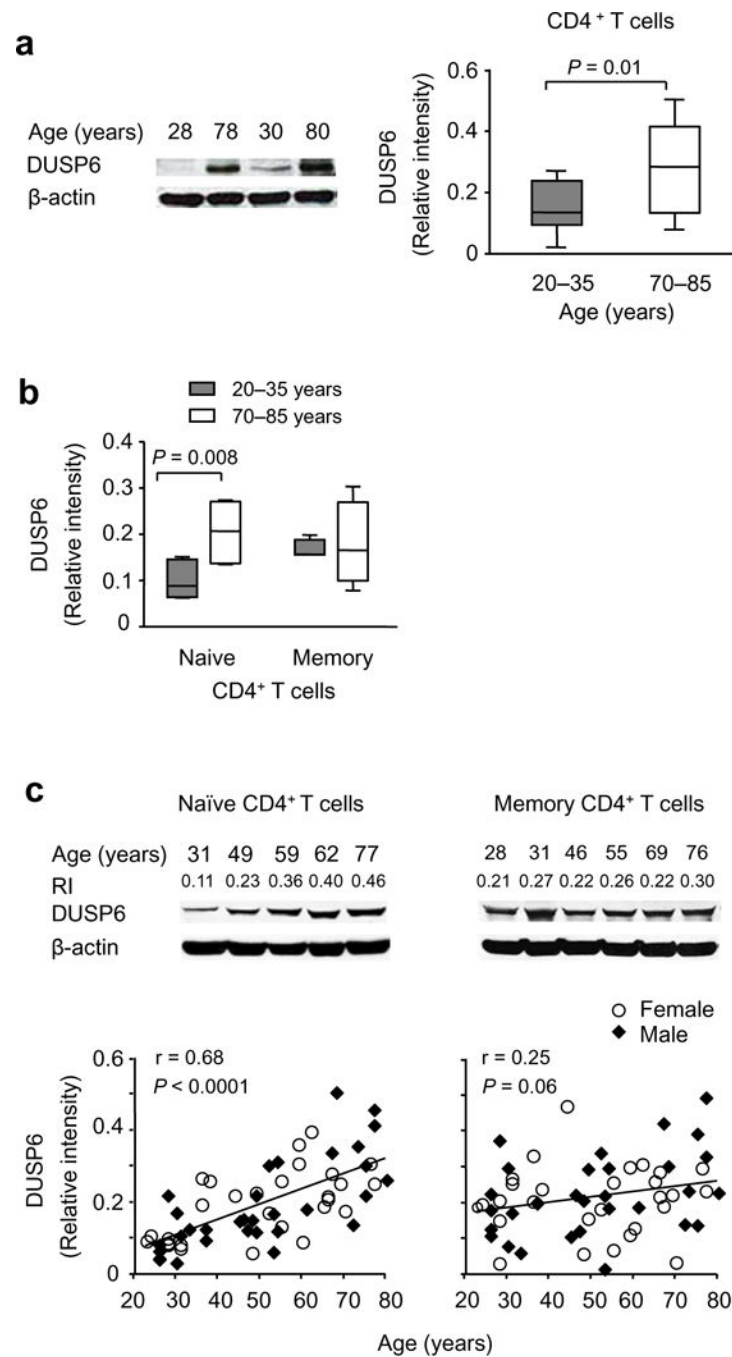 a
Age (years) 28 78 30 80
DUSP6
β-actin
CD4 + T cells
P = 0.01
0.6
0.4
0.2
0
DUSP6
(Relative intensity)
20–35 70–85
Age (years)
b
20–35 years
70–85 years
P = 0.008
0.4
0.3
0.2
0.1
0
DUSP6
(Relative intensity)
Naive Memory
CD4+ T cells
c
Naïve CD4+ T cells
Age (years) 31 49 59 62 77
RI 0.11 0.23 0.36 0.40 0.46
DUSP6
β-actin
Memory CD4+ T cells
28 31 46 55 69 76
0.21 0.27 0.22 0.26 0.22 0.30
Female
Male
r = 0.68
P < 0.0001
0.6
0.4
0.2
0
DUSP6
(Relative intensity)
20 30 40 50 60 70 80
r = 0.25
P = 0.06
20 30 40 50 60 70 80
Age (years)